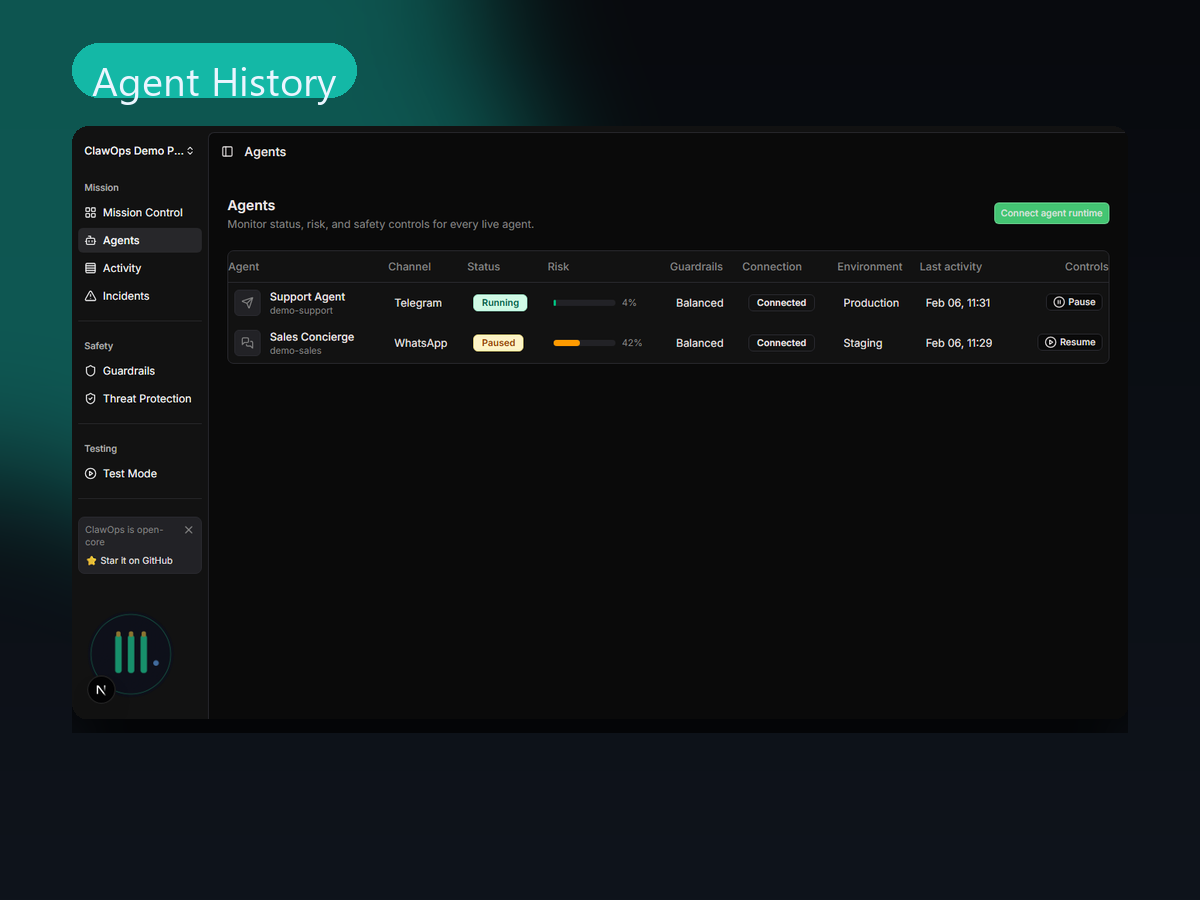 Agent History
ClawOps Demo P...
Agents
Mission
Mission Control
Agents
Activity
Incidents
Safety
Guardrails
Threat Protection
Testing
Test Mode
ClawOps is open-
core
Star it on GitHub
N
Agents
Monitor status, risk, and safety controls for every live agent.
Connect agent runtime
Agent Channel Status Risk Guardrails Connection Environment Last activity Controls
Support Agent
demo-support
Telegram Running 4% Balanced Connected Production Feb 06, 11:31 Pause
Sales Concierge
demo-sales
WhatsApp Paused 42% Balanced Connected Staging Feb 06, 11:29 Resume